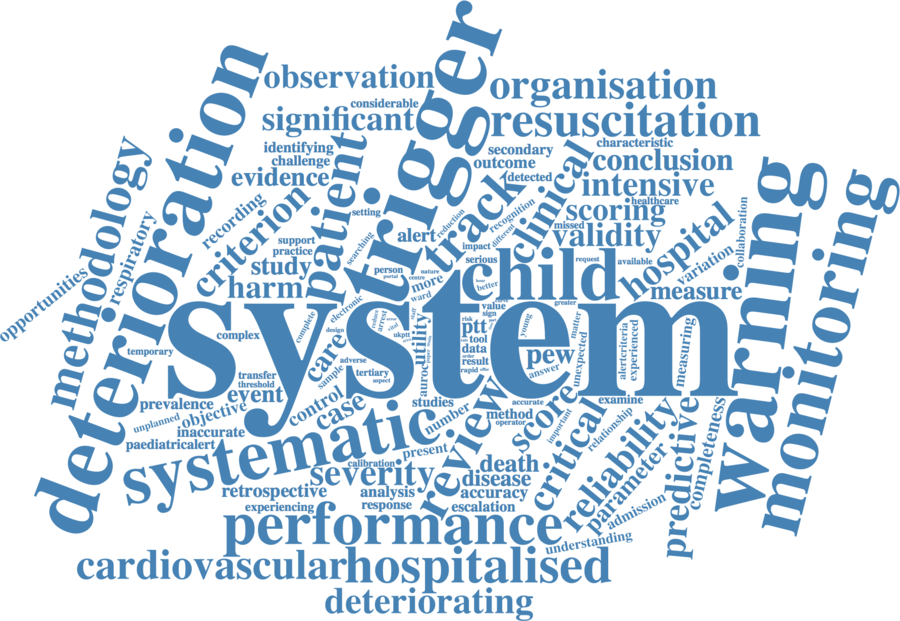 observation
considerable
significant
identifying
challenge
evidence
trigger
organisation
resuscitation
secondary
outcome
detected
characteristic
conclusion
intensive
healthcare
scoring
missed
validity
deterioration
methodology
respiratory
opportunities
recording
criterion
patient
setting
searching
support
practice
study
harm
alert
track
reduction
recognition
different
impact
clinical
serious
request
available
hospital
variation
collaboration
measure
warning
monitoring
person
portal
centre
nature
more
ward
better
child
greater
system
complex
complete
electronic
design
temporary
transfer
threshold
event
care
sample
adverse
tertiary
aspect
arrest
vital
utility
auroc
value
sign
risk
ptt
tool
data
order
result
rapid
young
matter
pew
answer
unexpected
alertcriteria
experienced
measuring
prevalence
unplanned
objective
inaccurate
paediatricalert
control
case
studies
number
accurate
method
operator
score
important
examine
relationship
critical
reliability
parameter
predictive
completeness
systematic
calibration
present
severity
review
death
disease
retrospective
analysis
accuracy
experiencing
response
escalation
admission
understanding
performance
cardiovascular
hospitalised
deteriorating